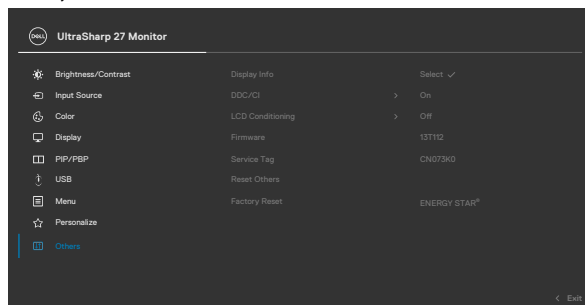 DELL
UltraSharp 27 Monitor
Brightness/Contrast Display Info Select ✓
Input Source DDC/CI > On
Color LCD Conditioning > Off
Display Firmware 13T112
PIP/PBP Service Tag CN073K0
USB Reset Others
Menu Factory Reset ENERGY STAR®
Personalize
Others
< Exit